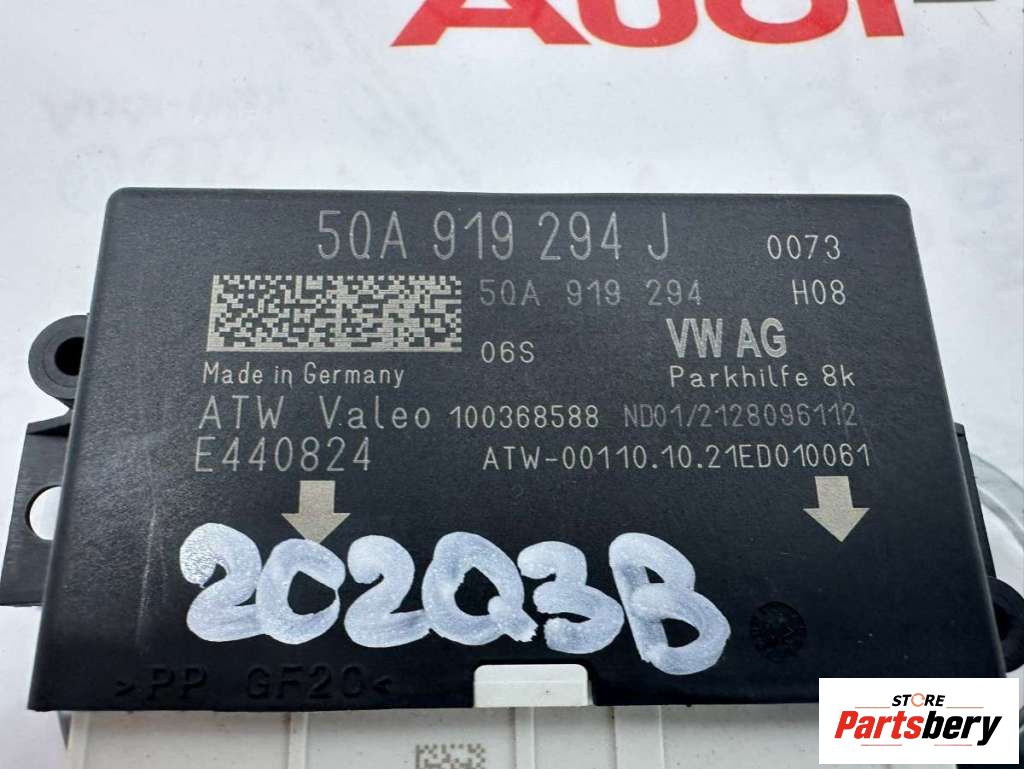 AUDI
5QA 919 294 J 0073
5QA 919 294 H08
06S VW AG
Made in Germany Parkhilfe 8k
ATW Valeo 100368588 ND01/2128096112
E440824 ATW-00110.10.21ED010061
202Q3B
>PP GF20<
STORE
Partsbery